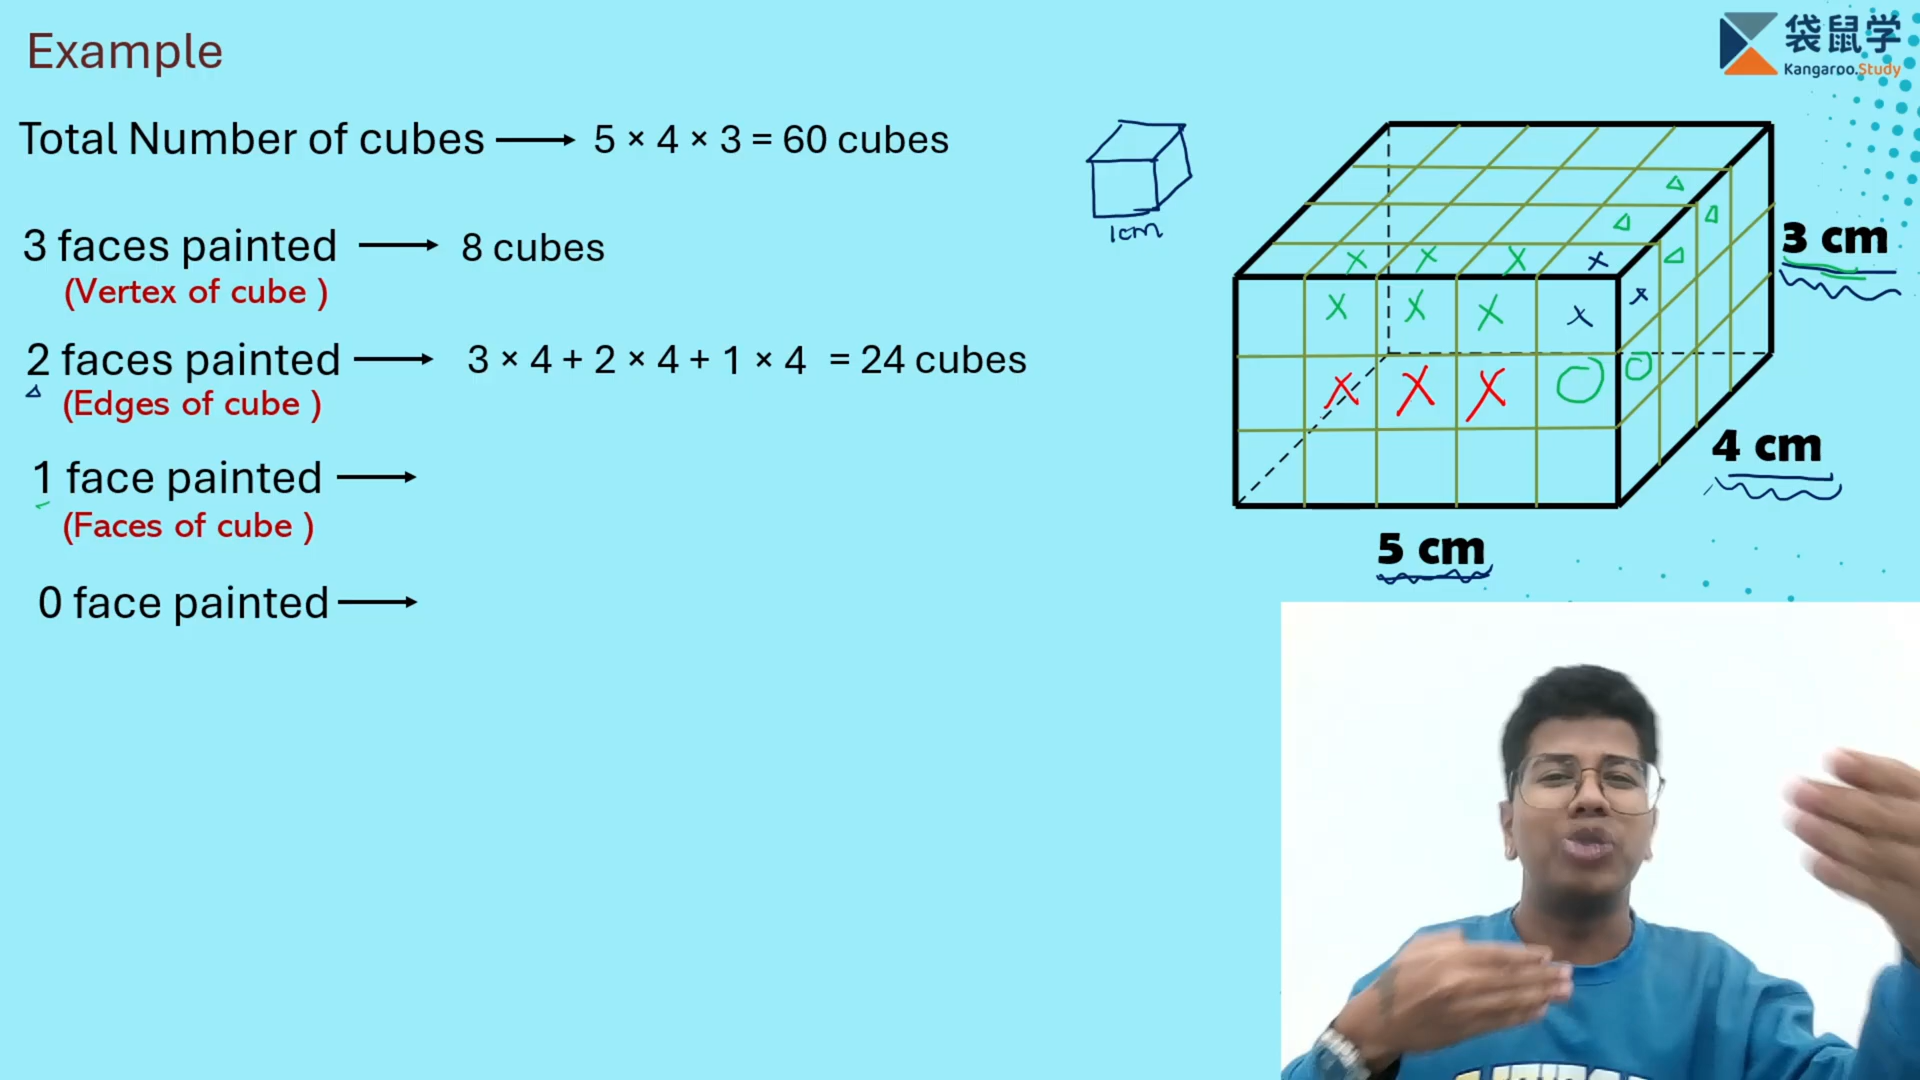 Example
袋鼠学
Kangaroo.Study
Total Number of cubes → 5 × 4 × 3 = 60 cubes
1cm
3 faces painted → 8 cubes
(Vertex of cube )
3 cm
2 faces painted → 3 × 4 + 2 × 4 + 1 × 4 = 24 cubes
(Edges of cube )
4 cm
1 face painted →
(Faces of cube )
5 cm
0 face painted →